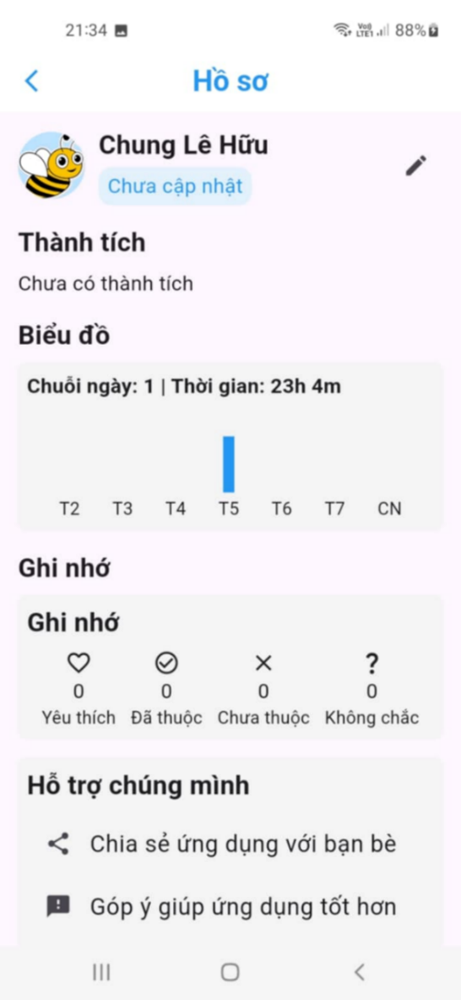 21:34
Vo)) LTE1 88%
Hồ sơ
Chung Lê Hữu
Chưa cập nhật
Thành tích
Chưa có thành tích
Biểu đồ
Chuỗi ngày: 1 | Thời gian: 23h 4m
T2 T3 T4 T5 T6 T7 CN
Ghi nhớ
Ghi nhớ
?
0 0 0 0
Yêu thích Đã thuộc Chưa thuộc Không chắc
Hỗ trợ chúng mình
Chia sẻ ứng dụng với bạn bè
Góp ý giúp ứng dụng tốt hơn